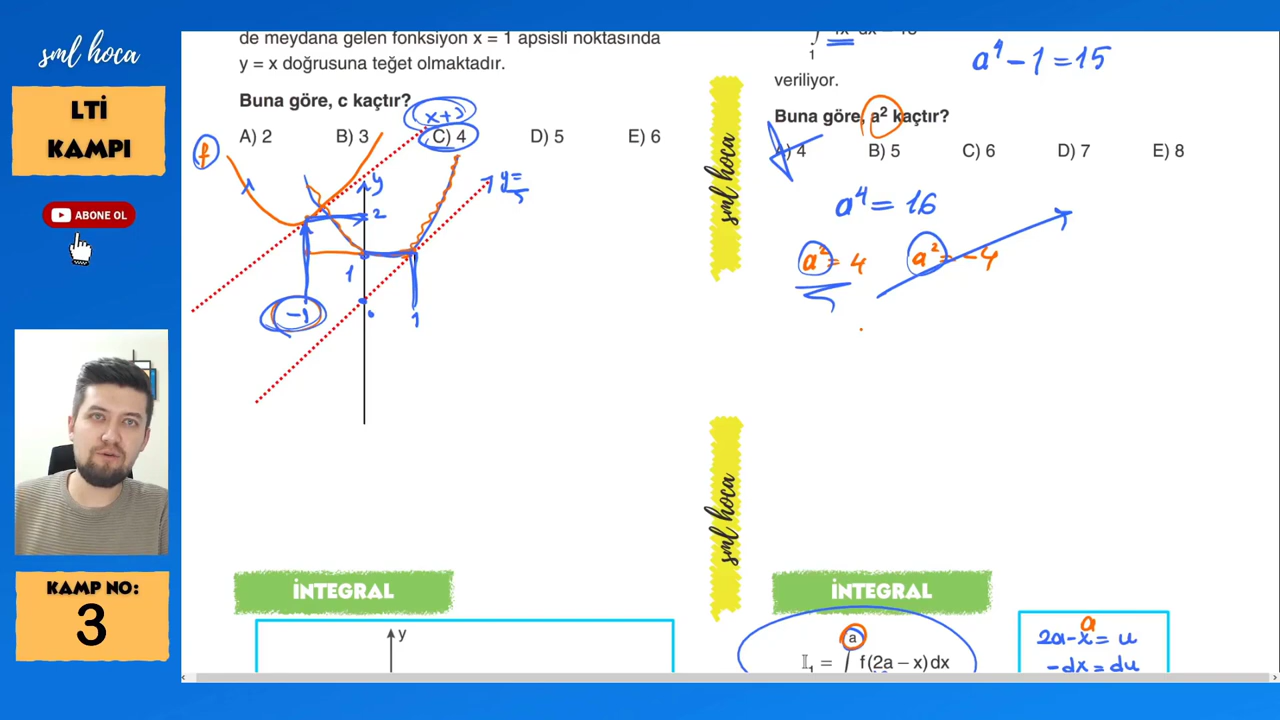 sml hoca
LTİ
KAMPI
ABONE OL
KAMP NO:
3
de meydana gelen fonksiyon x = 1 apsisli noktasında
y = x doğrusuna teğet olmaktadır.
Buna göre, c kaçtır?
A) 2 B) 3 C) 4 D) 5 E) 6
f
y
2
1
-1
1
y=
İNTEGRAL
y
sml hoca
sml hoca
1
a⁴ – 1 = 15
veriliyor.
Buna göre, a² kaçtır?
A) 4 B) 5 C) 6 D) 7 E) 8
a⁴ = 16
a² = 4 a² = -4
İNTEGRAL
a
I₁ = ∫ f(2a – x) dx
a
2a-x = u
-dx = du